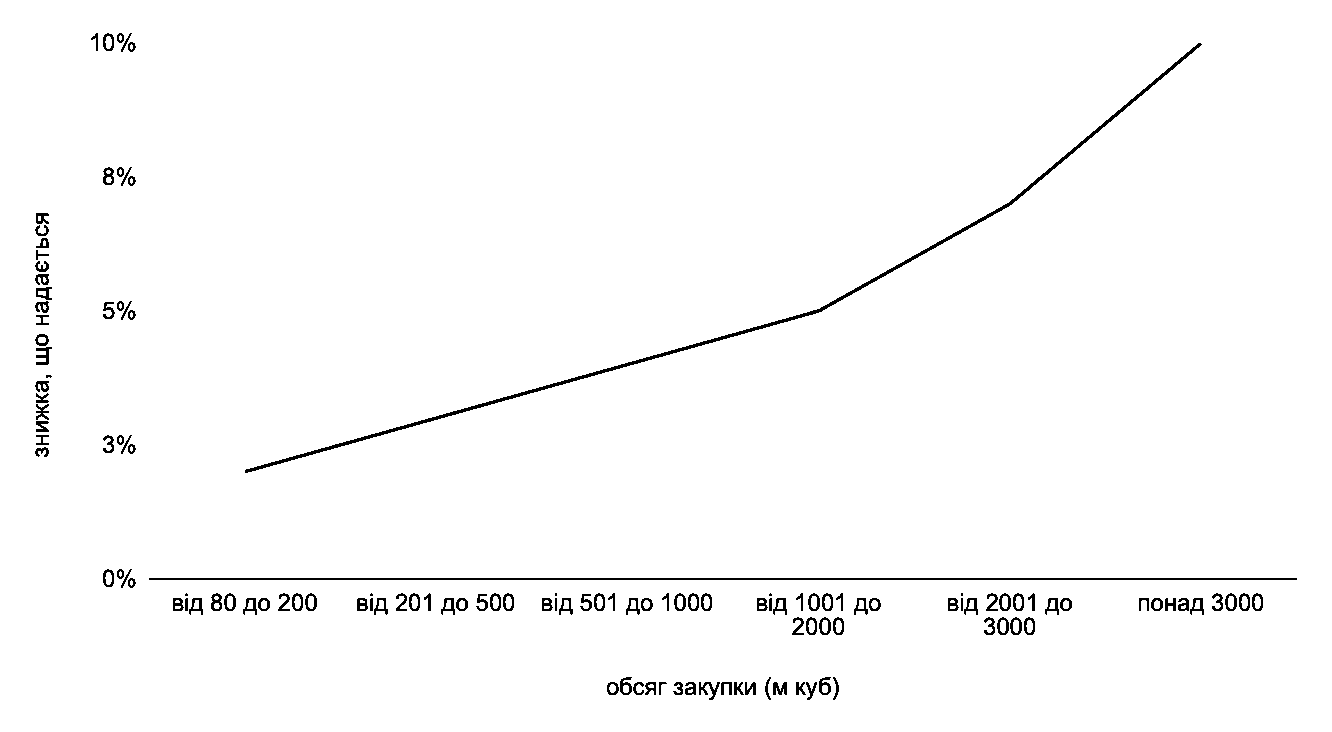 10%
8%
5%
3%
0%
знижка, що надається
від 80 до 200
від 201 до 500
від 501 до 1000
від 1001 до
2000
від 2001 до
3000
понад 3000
обсяг закупки (м куб)